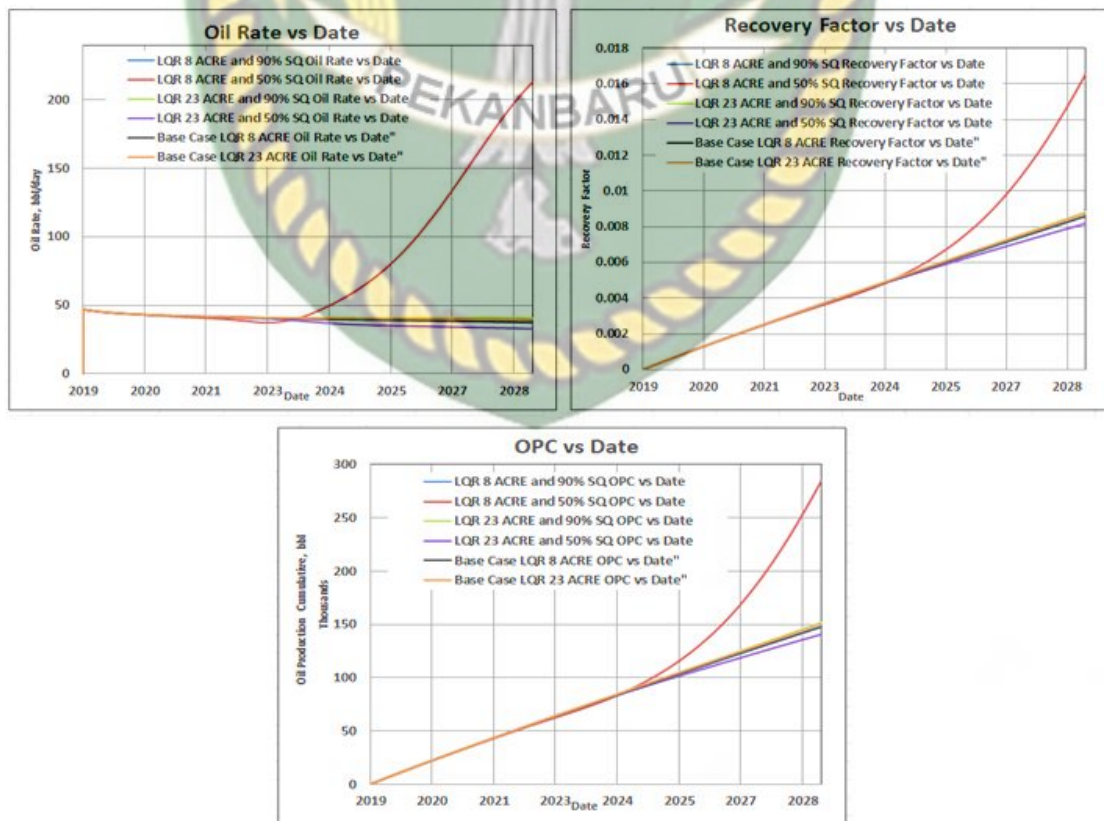 Oil Rate vs Date
LQR 8 ACRE and 90% SQ Oil Rate vs Date
LQR 8 ACRE and 50% SQ Oil Rate vs Date
LQR 23 ACRE and 90% SQ Oil Rate vs Date
LQR 23 ACRE and 50% SQ Oil Rate vs Date
Base Case LQR 8 ACRE Oil Rate vs Date"
Base Case LQR 23 ACRE Oil Rate vs Date"
Oil Rate, bbl/day
200
150
100
50
0
2019 2020 2021 2023 2024 2025 2027 2028
Date
PEKANBARU
Recovery Factor vs Date
LQR 8 ACRE and 90% SQ Recovery Factor vs Date
LQR 8 ACRE and 50% SQ Recovery Factor vs Date
LQR 23 ACRE and 90% SQ Recovery Factor vs Date
LQR 23 ACRE and 50% SQ Recovery Factor vs Date
Base Case LQR 8 ACRE Recovery Factor vs Date"
Base Case LQR 23 ACRE Recovery Factor vs Date"
Recovery Factor
0.018
0.016
0.014
0.012
0.01
0.008
0.006
0.004
0.002
0
2019 2020 2021 2023 2024 2025 2027 2028
Date
OPC vs Date
LQR 8 ACRE and 90% SQ OPC vs Date
LQR 8 ACRE and 50% SQ OPC vs Date
LQR 23 ACRE and 90% SQ OPC vs Date
LQR 23 ACRE and 50% SQ OPC vs Date
Base Case LQR 8 ACRE OPC vs Date"
Base Case LQR 23 ACRE OPC vs Date"
Oil Production Cumulative, bbl
Thousands
300
250
200
150
100
50
0
2019 2020 2021 2023 2024 2025 2027 2028
Date